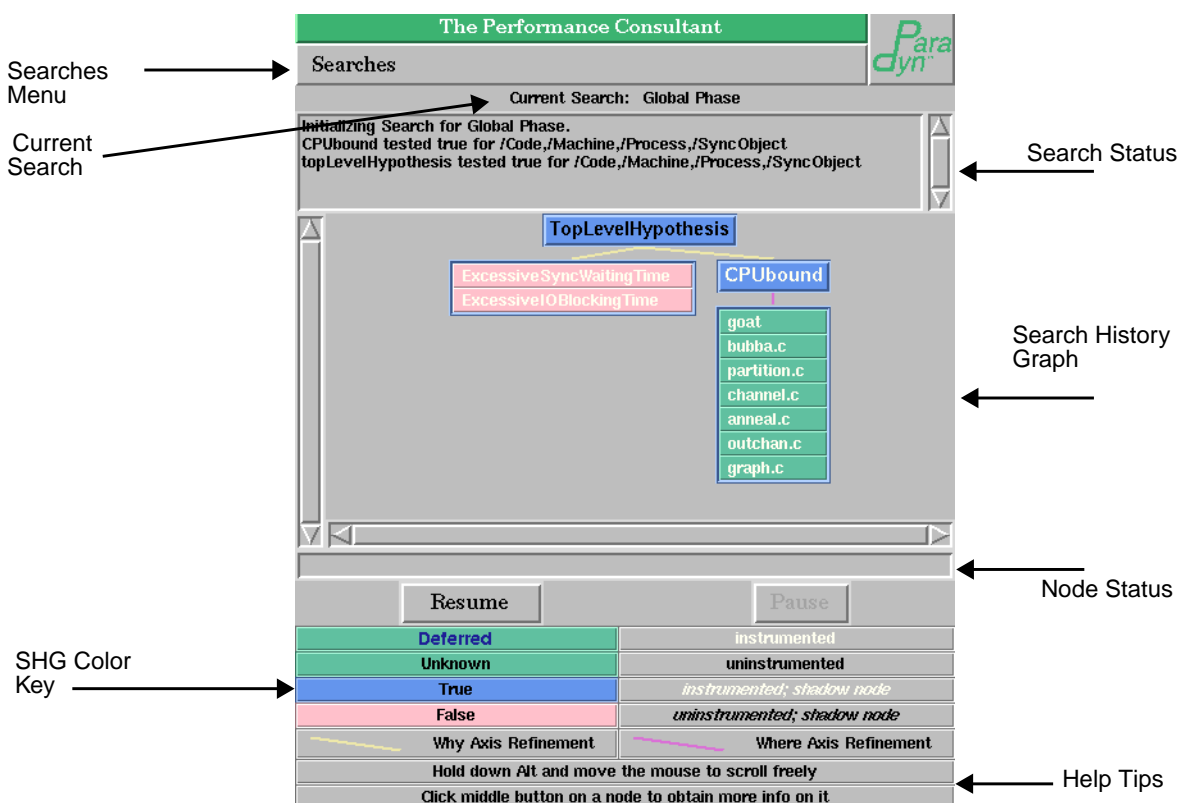 The Performance Consultant
Paradyn™
Searches
Searches
Menu
Current Search: Global Phase
Current
Search
Initializing Search for Global Phase.
CPUbound tested true for /Code,/Machine,/Process,/SyncObject
topLevelHypothesis tested true for /Code,/Machine,/Process,/SyncObject
Search Status
TopLevelHypothesis
ExcessiveSyncWaitingTime
ExcessiveIOBlockingTime
CPUbound
goat
bubba.c
partition.c
channel.c
anneal.c
outchan.c
graph.c
Search History
Graph
Node Status
Resume
Pause
SHG Color
Key
Deferred
instrumented
Unknown
uninstrumented
True
instrumented; shadow node
False
uninstrumented; shadow node
Why Axis Refinement
Where Axis Refinement
Hold down Alt and move the mouse to scroll freely
Click middle button on a node to obtain more info on it
Help Tips